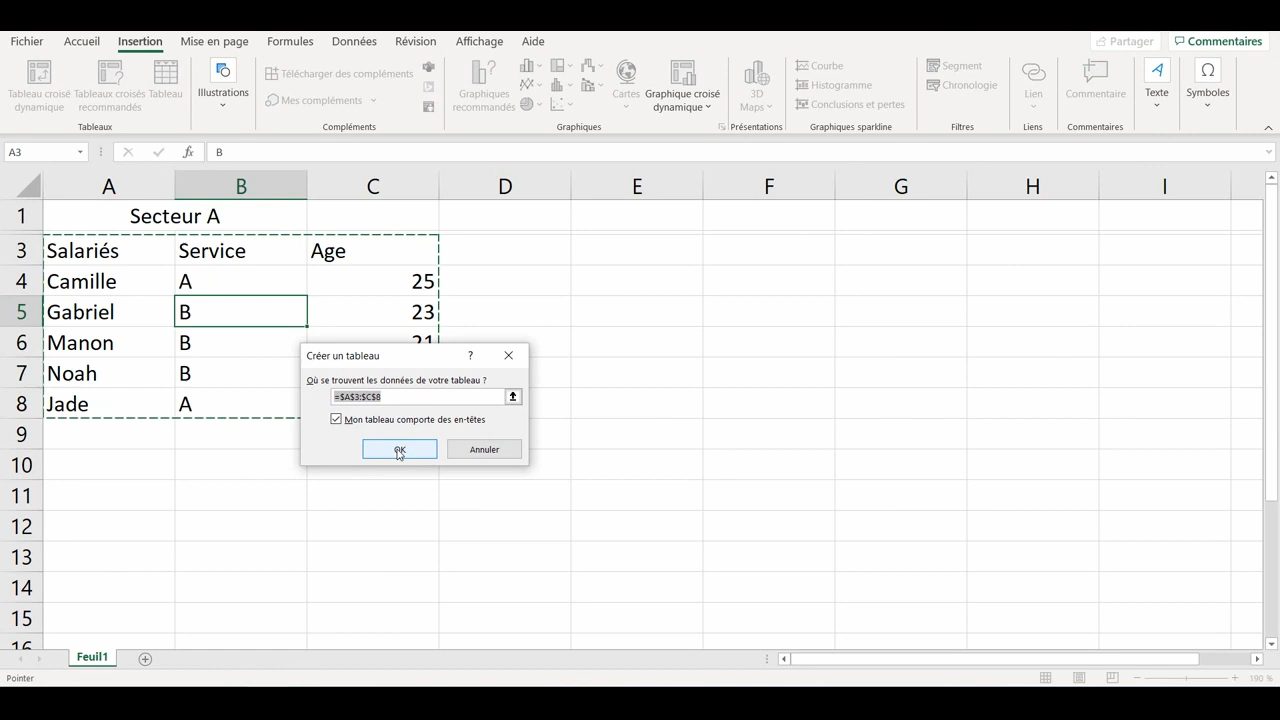 Fichier Accueil Insertion Mise en page Formules Données Révision Affichage Aide Partager Commentaires
Tableau croisé dynamique
Tableaux croisés recommandés
Tableau
Tableaux
Illustrations
Télécharger des compléments
Mes compléments
Compléments
Graphiques recommandés
Cartes
Graphique croisé dynamique
Graphiques
3D Maps
Présentations
Courbe
Histogramme
Conclusions et pertes
Graphiques sparkline
Segment
Chronologie
Filtres
Lien
Liens
Commentaire
Commentaires
Texte
Symboles
A3 fx B
A B C D E F G H I
1 Secteur A
3 Salariés Service Age
4 Camille A 25
5 Gabriel B 23
6 Manon B 21
7 Noah B
8 Jade A
9
10
11
12
13
14
15
16
Créer un tableau ?
Où se trouvent les données de votre tableau ?
=$A$3:$C$8
Mon tableau comporte des en-têtes
OK Annuler
Feuil1
Pointer 190 %